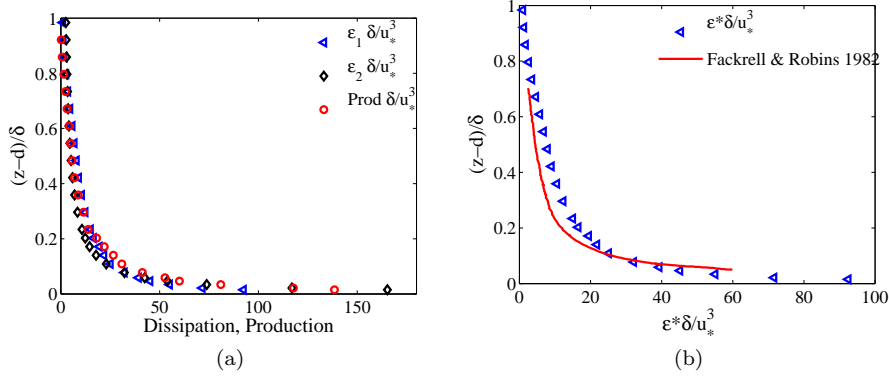 1
0.8
0.6
0.4
0.2
0
(z−d)/δ
ε₁ δ/u*³
ε₂ δ/u*³
Prod δ/u*³
0 50 100 150
Dissipation, Production
(a)
1
0.8
0.6
0.4
0.2
0
(z−d)/δ
ε*δ/u*³
Fackrell & Robins 1982
0 20 40 60 80 100
ε*δ/u*³
(b)